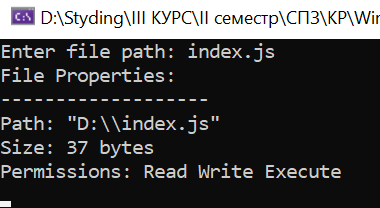 D:\Styding\III КУРС\II семестр\СПЗ\КР\Win
Enter file path: index.js
File Properties:
-------------------
Path: "D:\\index.js"
Size: 37 bytes
Permissions: Read Write Execute